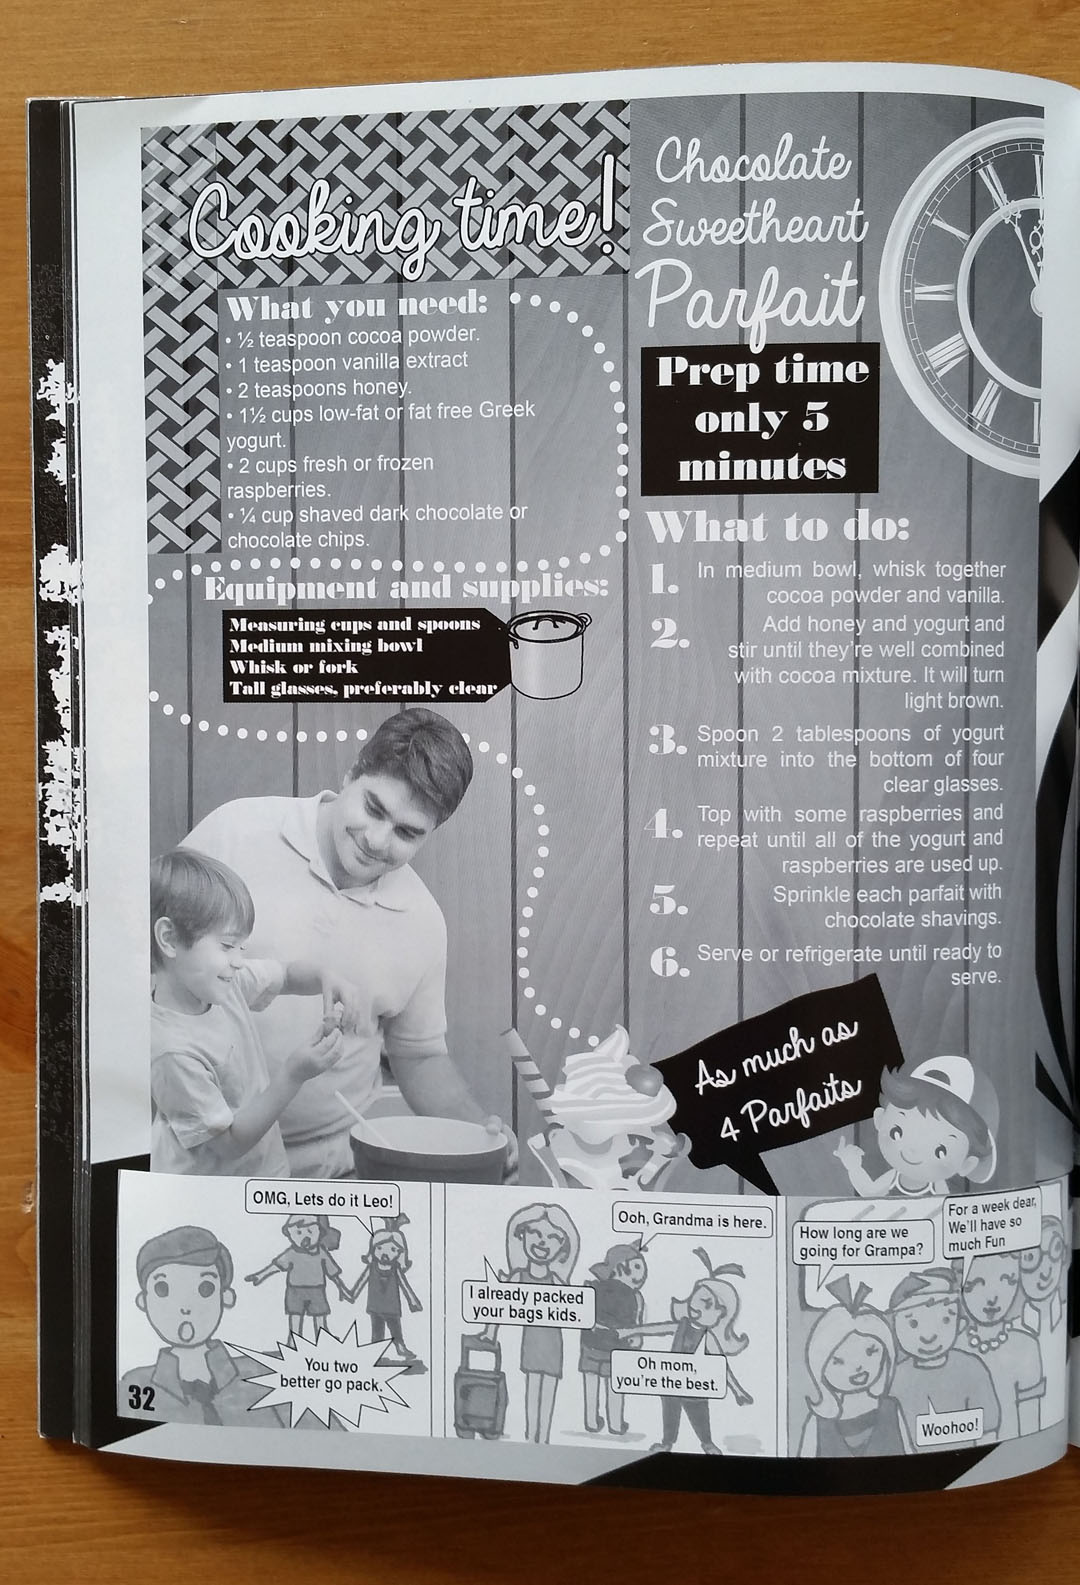 Cooking time!
What you need:
• ½ teaspoon cocoa powder.
• 1 teaspoon vanilla extract
• 2 teaspoons honey.
• 1½ cups low-fat or fat free Greek
yogurt.
• 2 cups fresh or frozen
raspberries.
• ¼ cup shaved dark chocolate or
chocolate chips.
Equipment and supplies:
Measuring cups and spoons
Medium mixing bowl
Whisk or fork
Tall glasses, preferably clear
Chocolate
Sweetheart
Parfait
Prep time
only 5
minutes
What to do:
1. In medium bowl, whisk together
cocoa powder and vanilla.
2. Add honey and yogurt and
stir until they're well combined
with cocoa mixture. It will turn
light brown.
3. Spoon 2 tablespoons of yogurt
mixture into the bottom of four
clear glasses.
4. Top with some raspberries and
repeat until all of the yogurt and
raspberries are used up.
5. Sprinkle each parfait with
chocolate shavings.
6. Serve or refrigerate until ready to
serve.
As much as
4 Parfaits
OMG, Lets do it Leo!
You two
better go pack.
Ooh, Grandma is here.
I already packed
your bags kids.
Oh mom,
you're the best.
How long are we
going for Grampa?
For a week dear,
We'll have so
much Fun
Woohoo!
32